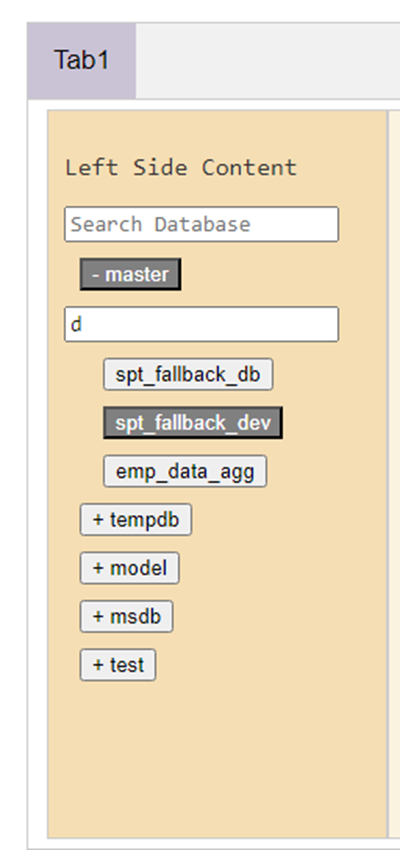 Tab1
Left Side Content
Search Database
- master
d
spt_fallback_db
spt_fallback_dev
emp_data_agg
+ tempdb
+ model
+ msdb
+ test